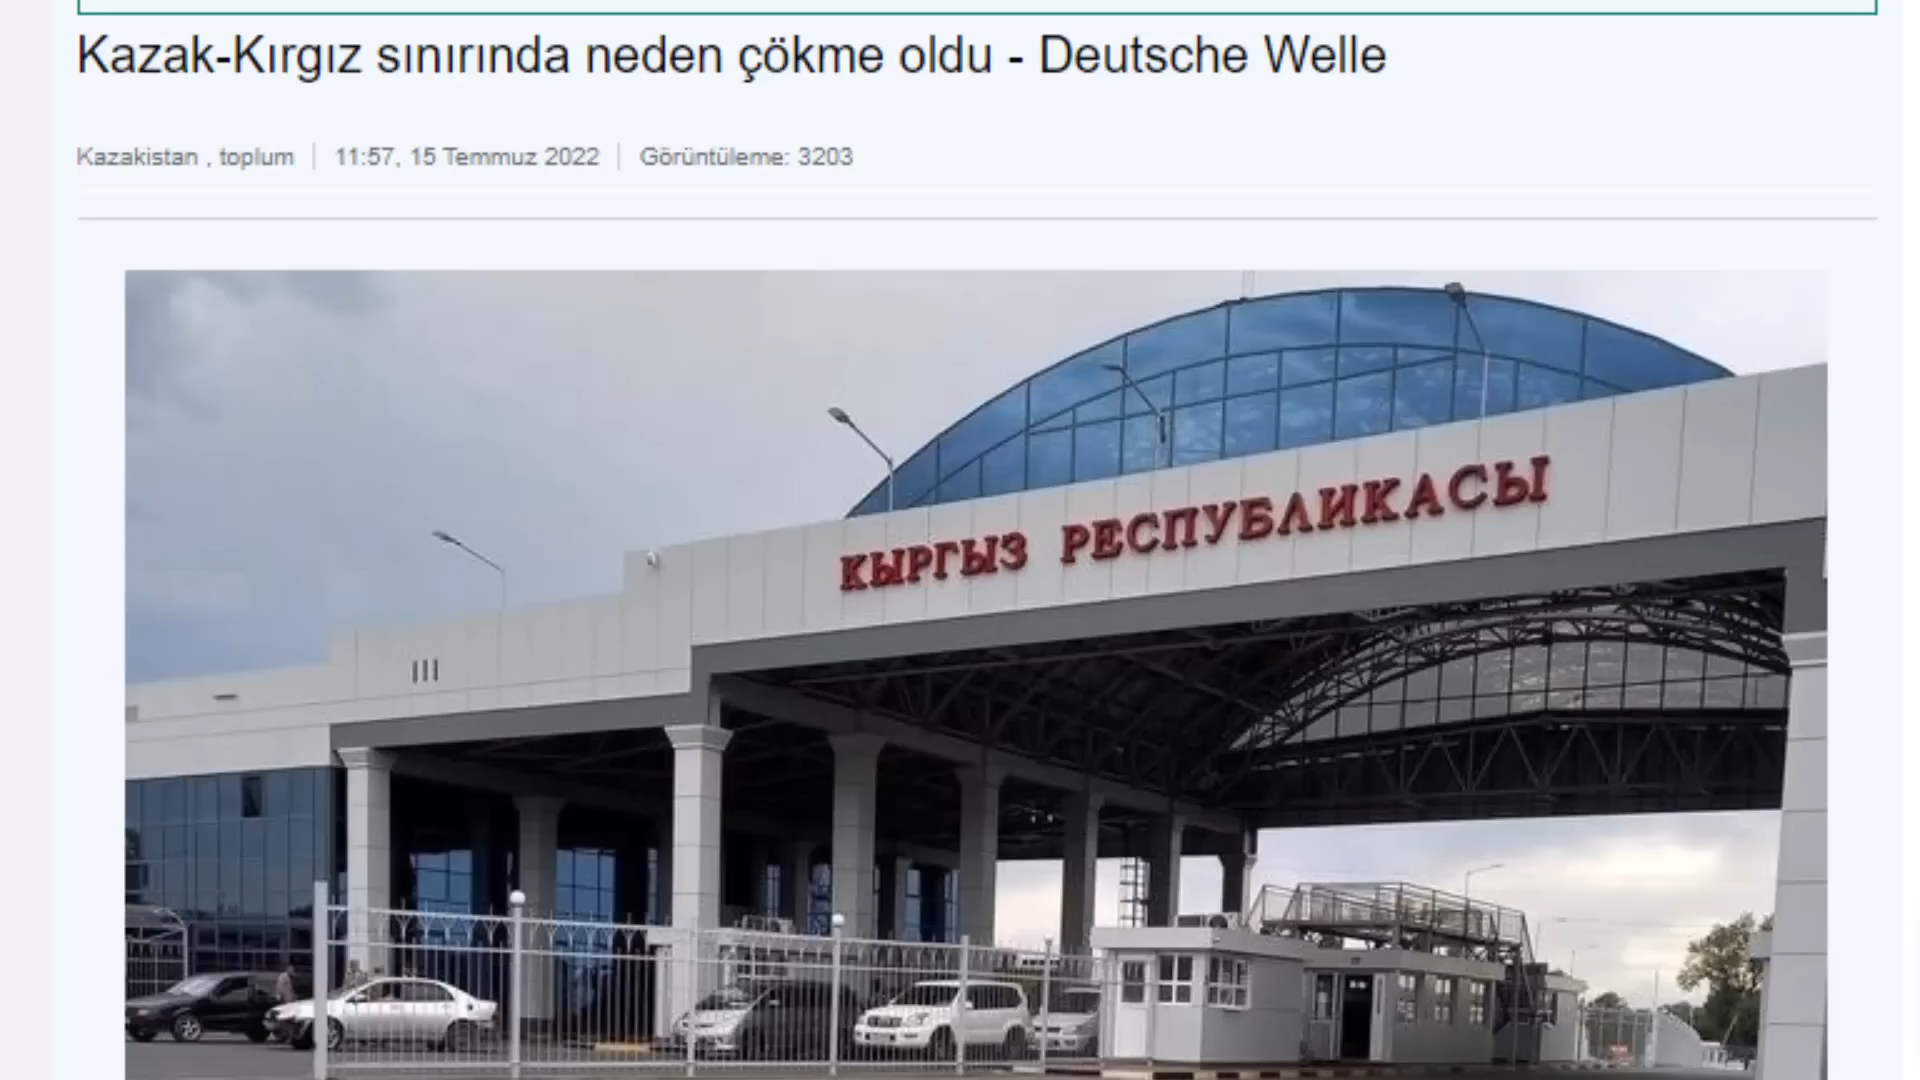 Kazak-Kırgız sınırında neden çökme oldu - Deutsche Welle
Kazakistan , toplum | 11:57, 15 Temmuz 2022 | Görüntüleme: 3203
КЫРГЫЗ РЕСПУБЛИКАСЫ